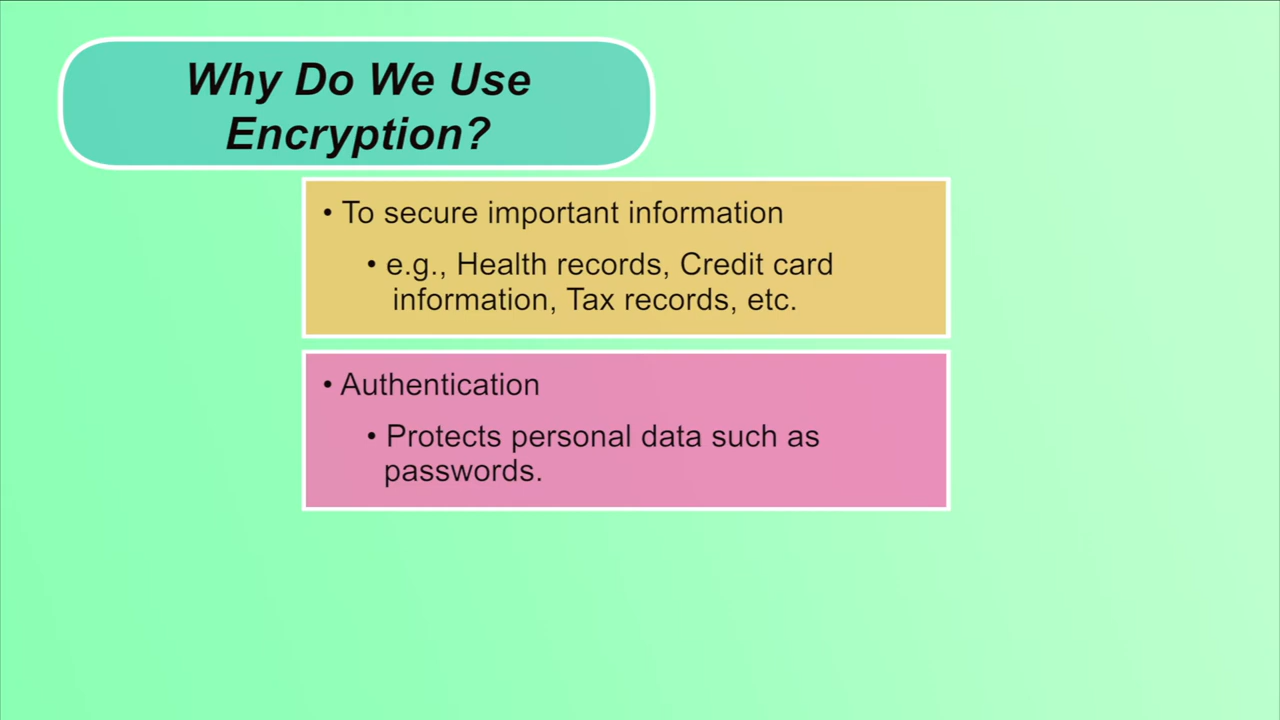 Why Do We Use
Encryption?
• To secure important information
• e.g., Health records, Credit card
information, Tax records, etc.
• Authentication
• Protects personal data such as
passwords.